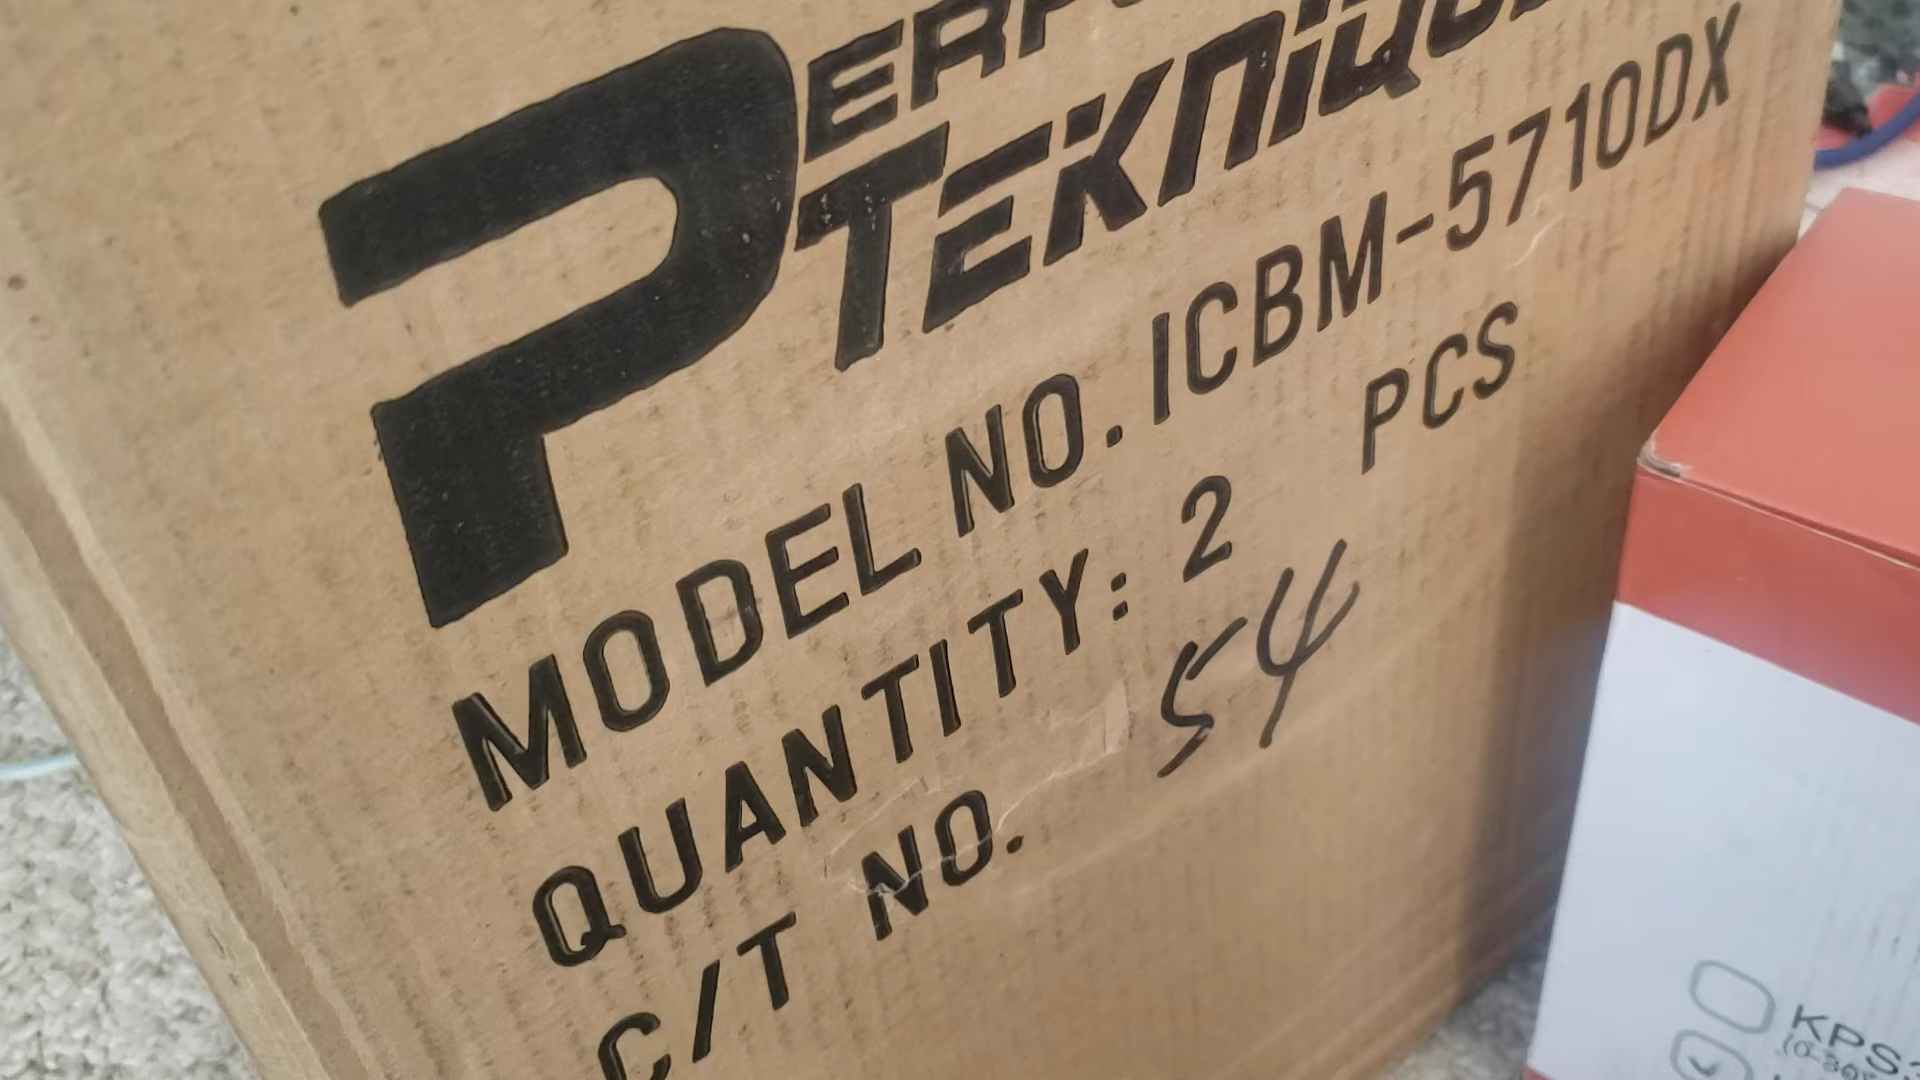 TEKNIQUE
MODEL NO. ICBM-5710DX
QUANTITY: 2 PCS
C/T NO. 54